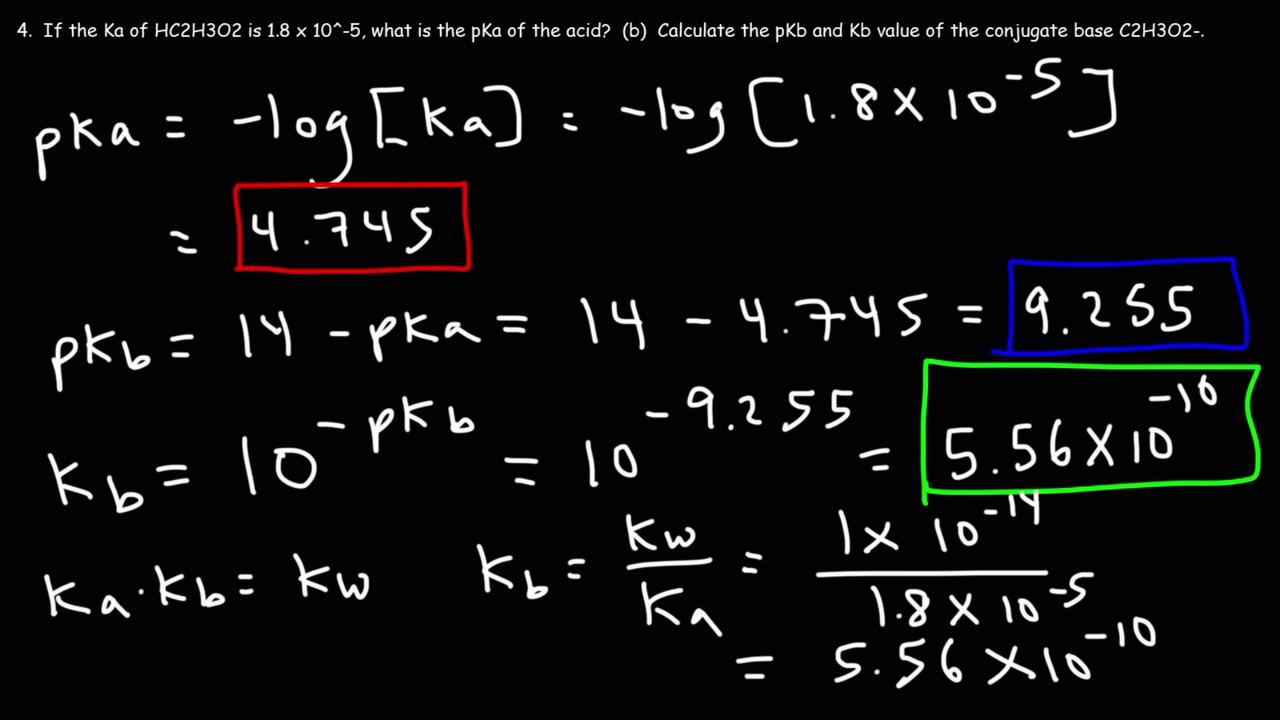 4. If the Ka of HC2H3O2 is 1.8 x 10^-5, what is the pKa of the acid? (b) Calculate the pKb and Kb value of the conjugate base C2H3O2-.
pKa = -log[Ka] = -log[1.8 x 10⁻⁵]
= 4.745
pKb = 14 - pKa = 14 - 4.745 = 9.255
Kb = 10^-pKb = 10^-9.255 = 5.56 x 10⁻¹⁰
Ka · Kb = Kw Kb = Kw/Ka = 1 x 10⁻¹⁴ / 1.8 x 10⁻⁵
= 5.56 x 10⁻¹⁰